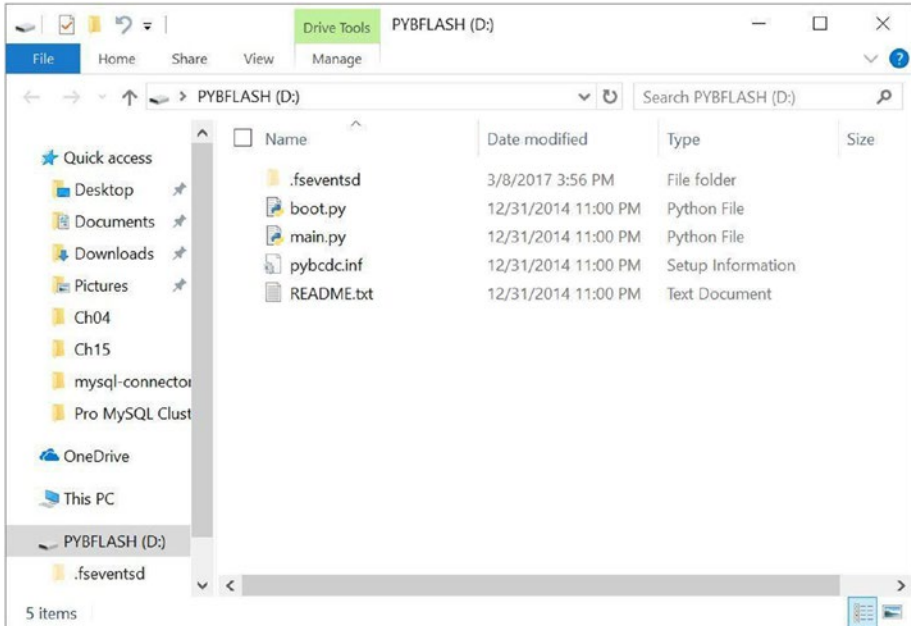 Drive Tools PYBFLASH (D:)
File Home Share View Manage
PYBFLASH (D:) Search PYBFLASH (D:)
Quick access
Desktop
Documents
Downloads
Pictures
Ch04
Ch15
mysql-connector
Pro MySQL Clust
OneDrive
This PC
PYBFLASH (D:)
.fseventsd
Name Date modified Type Size
.fseventsd 3/8/2017 3:56 PM File folder
boot.py 12/31/2014 11:00 PM Python File
main.py 12/31/2014 11:00 PM Python File
pybcdc.inf 12/31/2014 11:00 PM Setup Information
README.txt 12/31/2014 11:00 PM Text Document
5 items